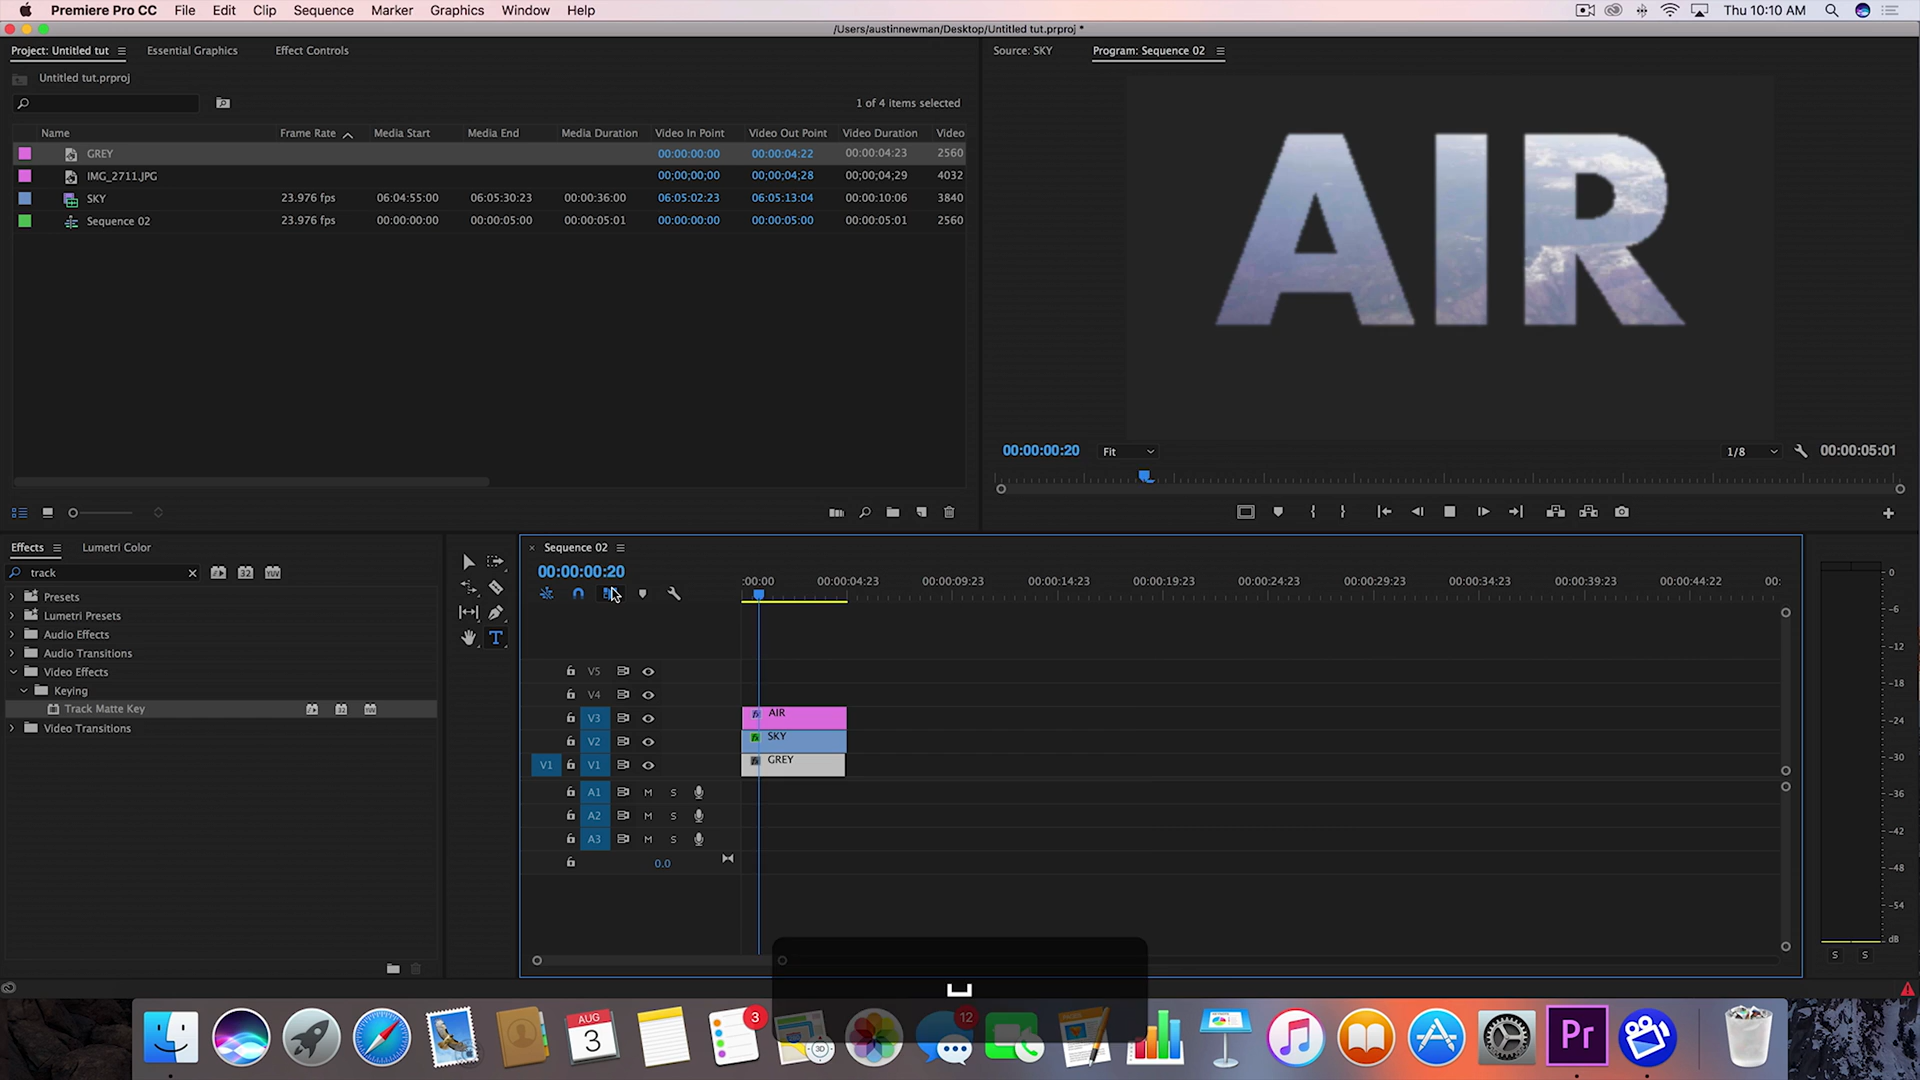 Premiere Pro CC File Edit Clip Sequence Marker Graphics Window Help Thu 10:10 AM
/Users/austinnewman/Desktop/Untitled tut.prproj *
Project: Untitled tut Essential Graphics Effect Controls Source: SKY Program: Sequence 02
Untitled tut.prproj
1 of 4 items selected
Name Frame Rate Media Start Media End Media Duration Video In Point Video Out Point Video Duration Video
GREY 00:00:00:00 00:00:04:22 00:00:04:23 2560
IMG_2711.JPG 00;00;00;00 00;00;04;28 00;00;04;29 4032
SKY 23.976 fps 06:04:55:00 06:05:30:23 00:00:36:00 06:05:02:23 06:05:13:04 00:00:10:06 3840
Sequence 02 23.976 fps 00:00:00:00 00:00:05:00 00:00:05:01 00:00:00:00 00:00:05:00 00:00:05:01 2560
AIR
00:00:00:20 Fit 1/8 00:00:05:01
Effects Lumetri Color
track 32 YUV
Presets
Lumetri Presets
Audio Effects
Audio Transitions
Video Effects
Keying
Track Matte Key
Video Transitions
Sequence 02
00:00:00:20
:00:00 00:00:04:23 00:00:09:23 00:00:14:23 00:00:19:23 00:00:24:23 00:00:29:23 00:00:34:23 00:00:39:23 00:00:44:22 00:00:
V5
V4
V3 AIR
V2 SKY
V1 V1 GREY
A1 M S
A2 M S
A3 M S
0.0
0
-6
-12
-18
-24
-30
-36
-42
-48
-54
dB
S S
AUG
3
3
3D
12
Pr